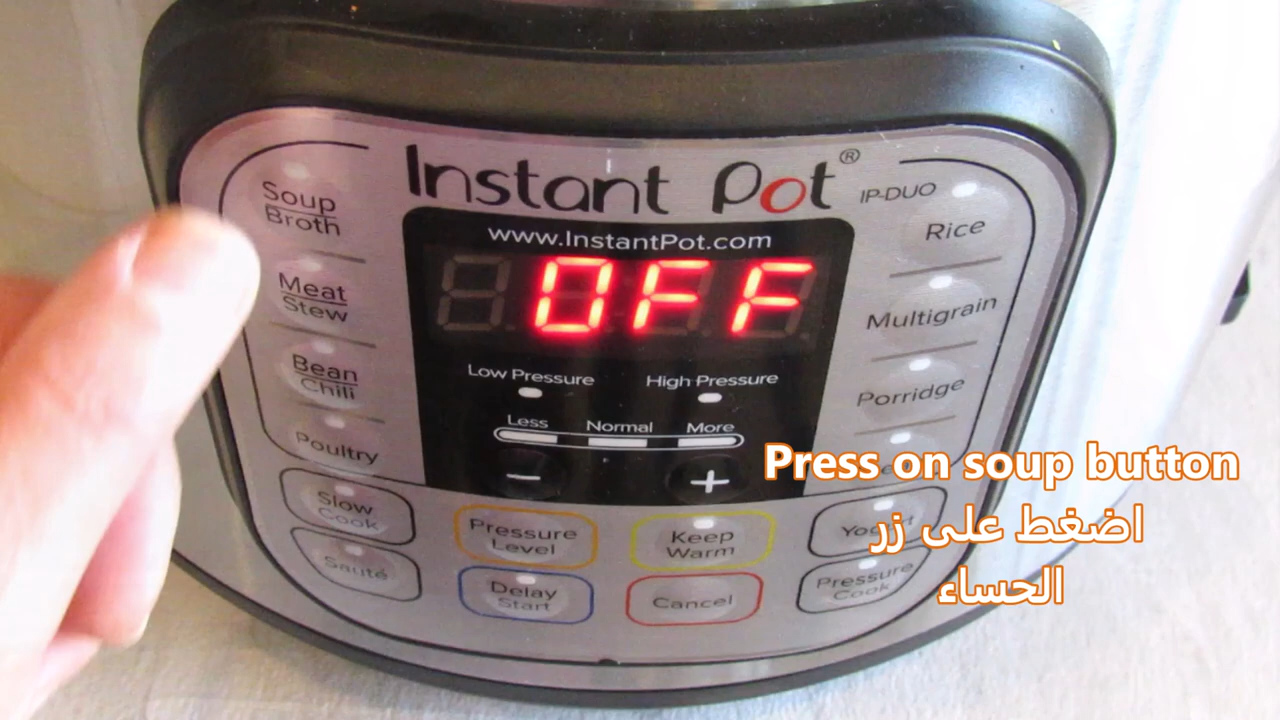 Instant Pot®
IP-DUO
www.InstantPot.com
OFF
Low Pressure
High Pressure
Less
Normal
More
−
+
Soup
Broth
Meat
Stew
Bean
Chili
Poultry
Slow
Cook
Sauté
Rice
Multigrain
Porridge
Pressure
Level
Keep
Warm
Delay
Start
Cancel
Pressure
Cook
Press on soup button
اضغط على زر
الحساء